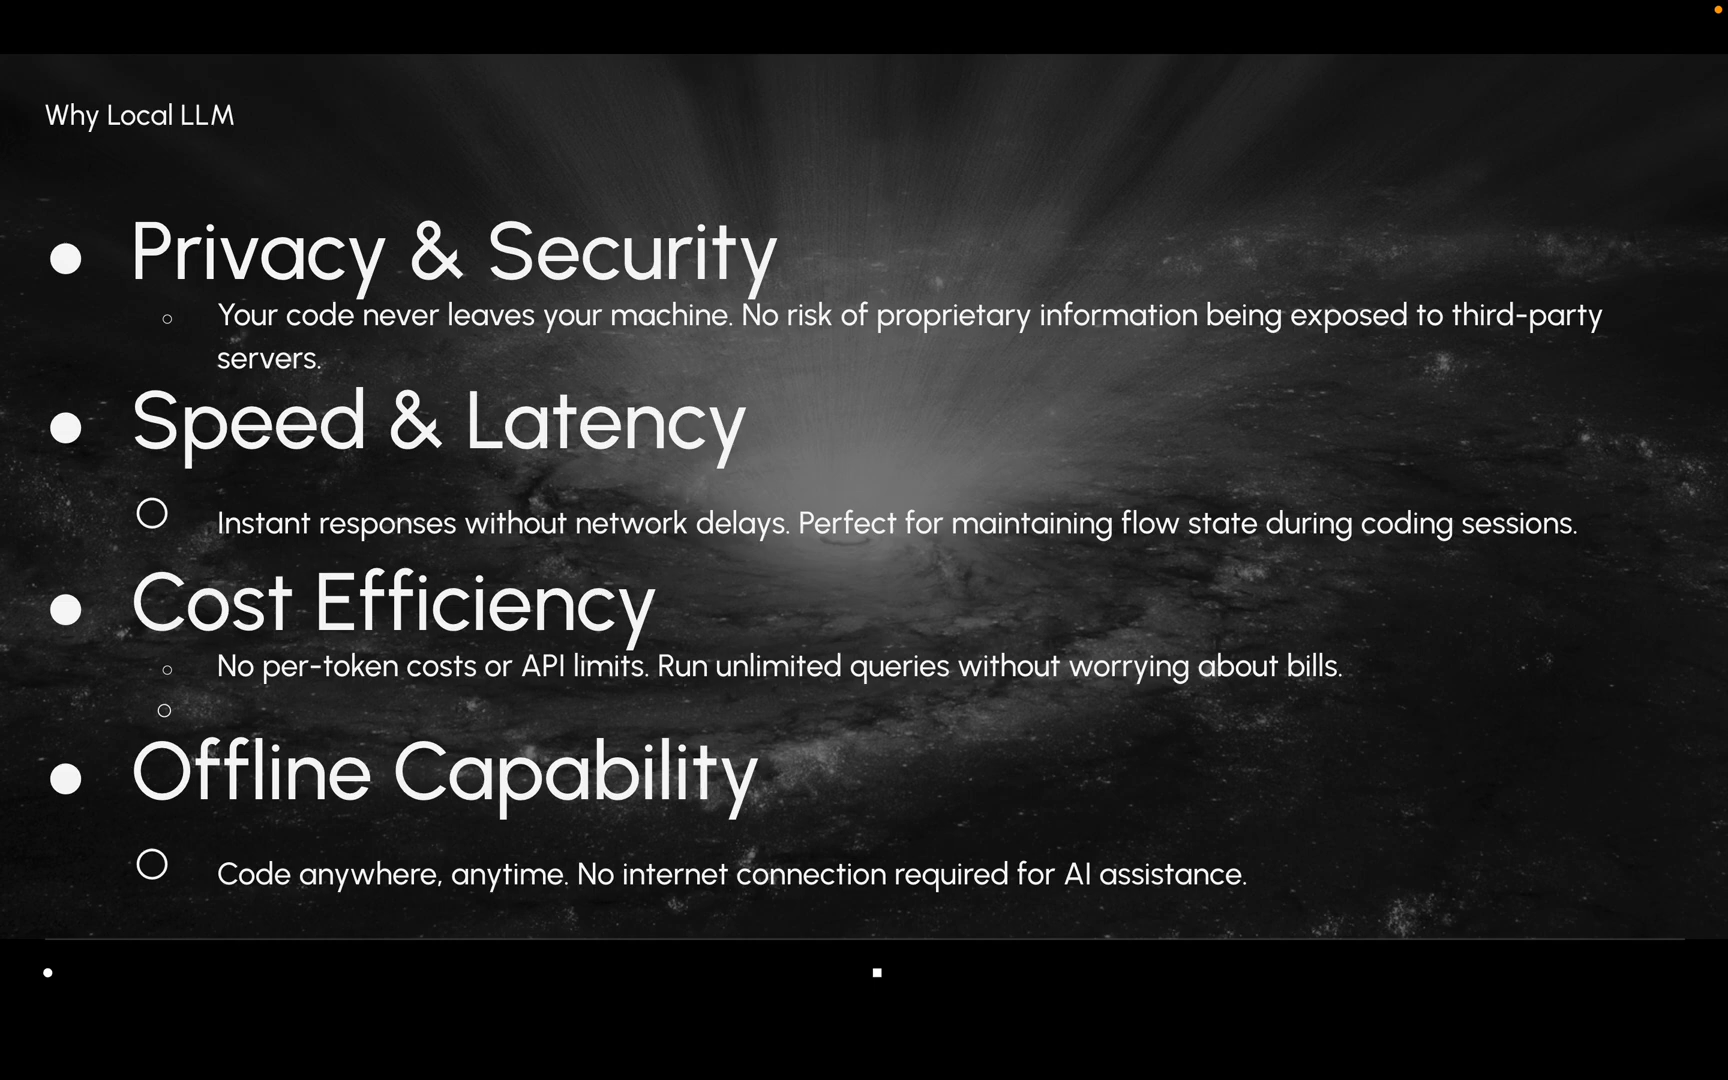 Why Local LLM
● Privacy & Security
○ Your code never leaves your machine. No risk of proprietary information being exposed to third-party
servers.
● Speed & Latency
○ Instant responses without network delays. Perfect for maintaining flow state during coding sessions.
● Cost Efficiency
○ No per-token costs or API limits. Run unlimited queries without worrying about bills.
○
● Offline Capability
○ Code anywhere, anytime. No internet connection required for AI assistance.